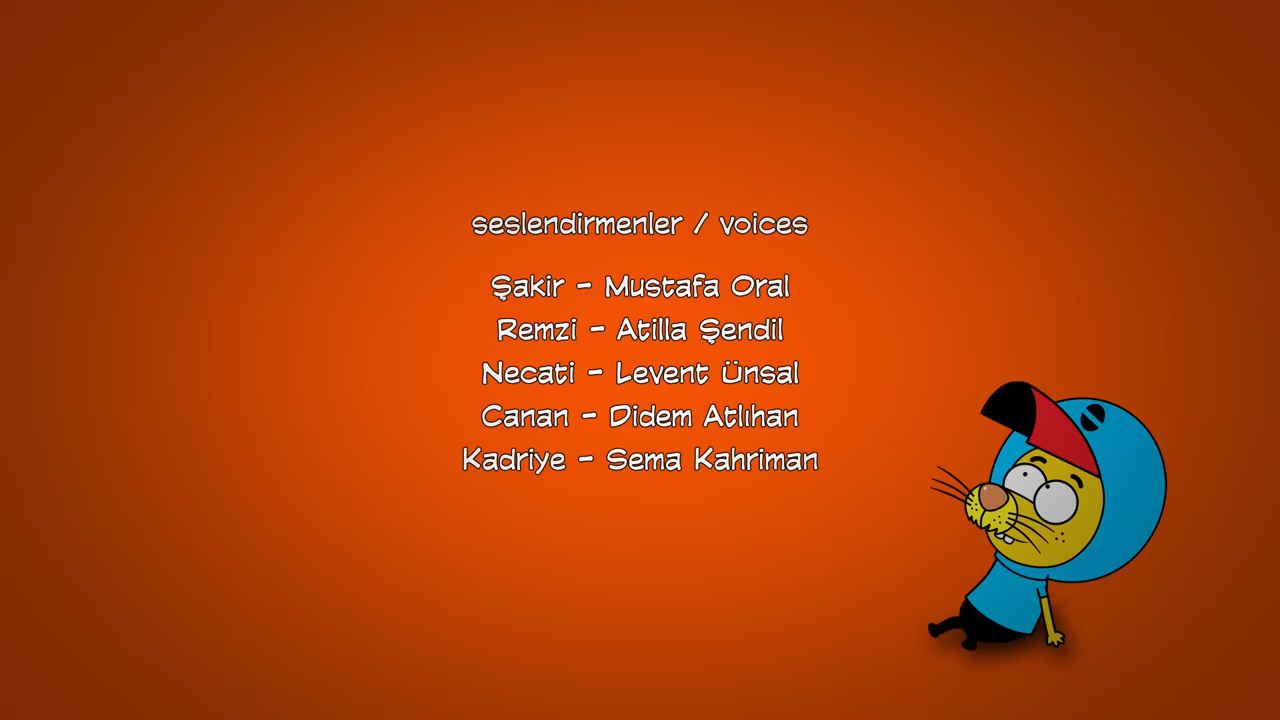 seslendirmenler / voices
Şakir - Mustafa Oral
Remzi - Atilla Şendil
Necati - Levent Ünsal
Canan - Didem Atlıhan
Kadriye - Sema Kahriman